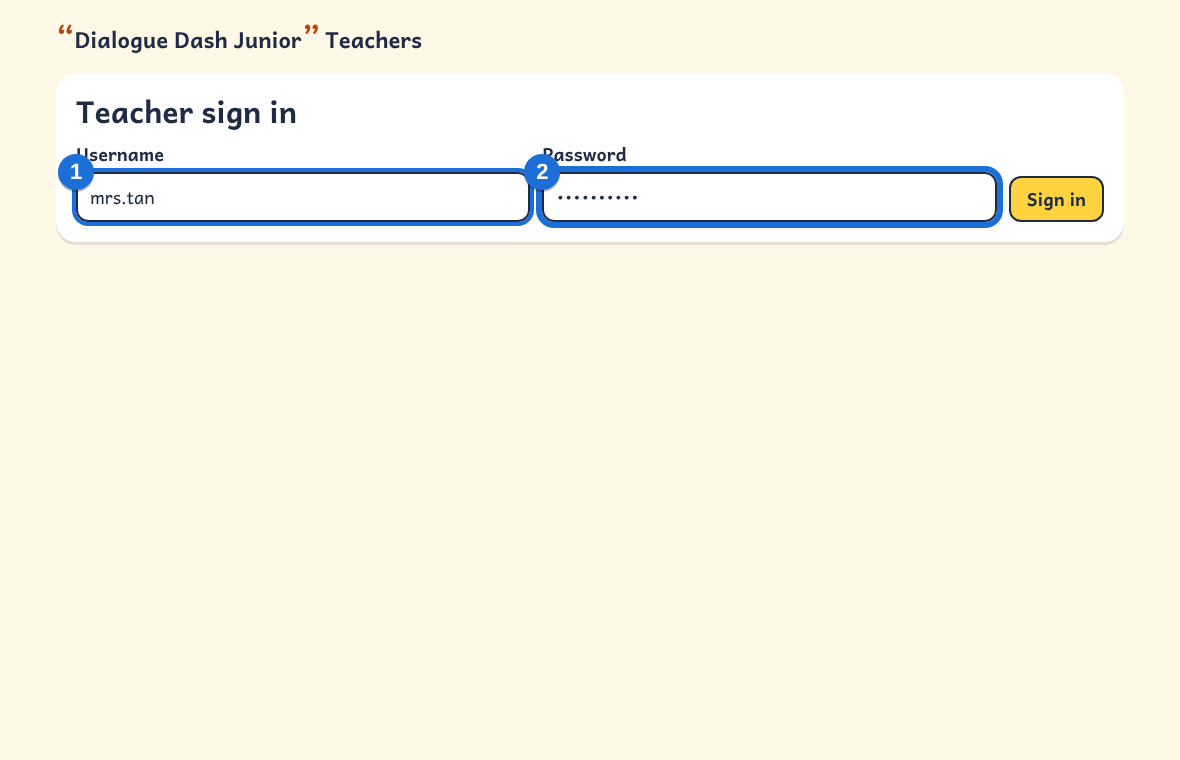 “Dialogue Dash Junior” Teachers
Teacher sign in
Username
Password
1
2
mrs.tan
••••••••••
Sign in